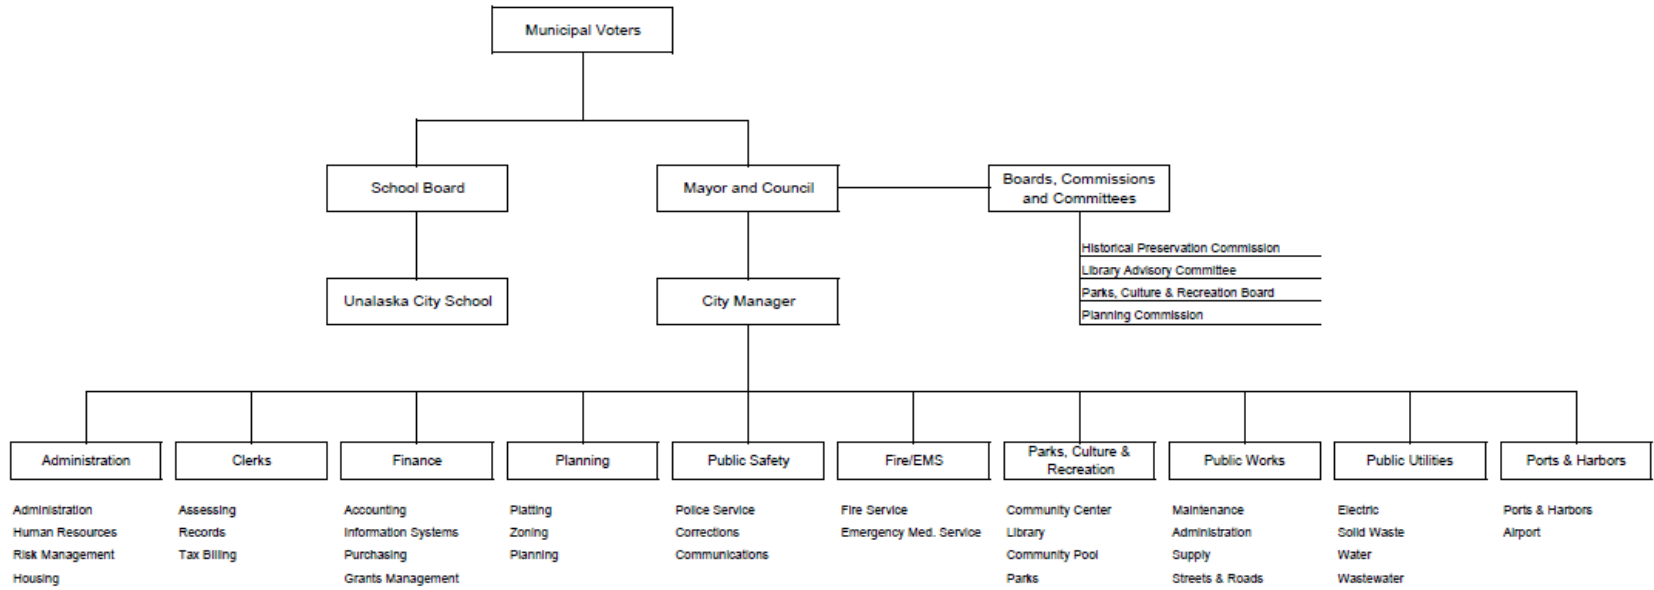 Municipal Voters
School Board
Mayor and Council
Boards, Commissions
and Committees
Historical Preservation Commission
Library Advisory Committee
Parks, Culture & Recreation Board
Planning Commission
Unalaska City School
City Manager
Administration
Clerks
Finance
Planning
Public Safety
Fire/EMS
Parks, Culture &
Recreation
Public Works
Public Utilities
Ports & Harbors
Administration
Human Resources
Risk Management
Housing
Assessing
Records
Tax Billing
Accounting
Information Systems
Purchasing
Grants Management
Platting
Zoning
Planning
Police Service
Corrections
Communications
Fire Service
Emergency Med. Service
Community Center
Library
Community Pool
Parks
Maintenance
Administration
Supply
Streets & Roads
Electric
Solid Waste
Water
Wastewater
Ports & Harbors
Airport